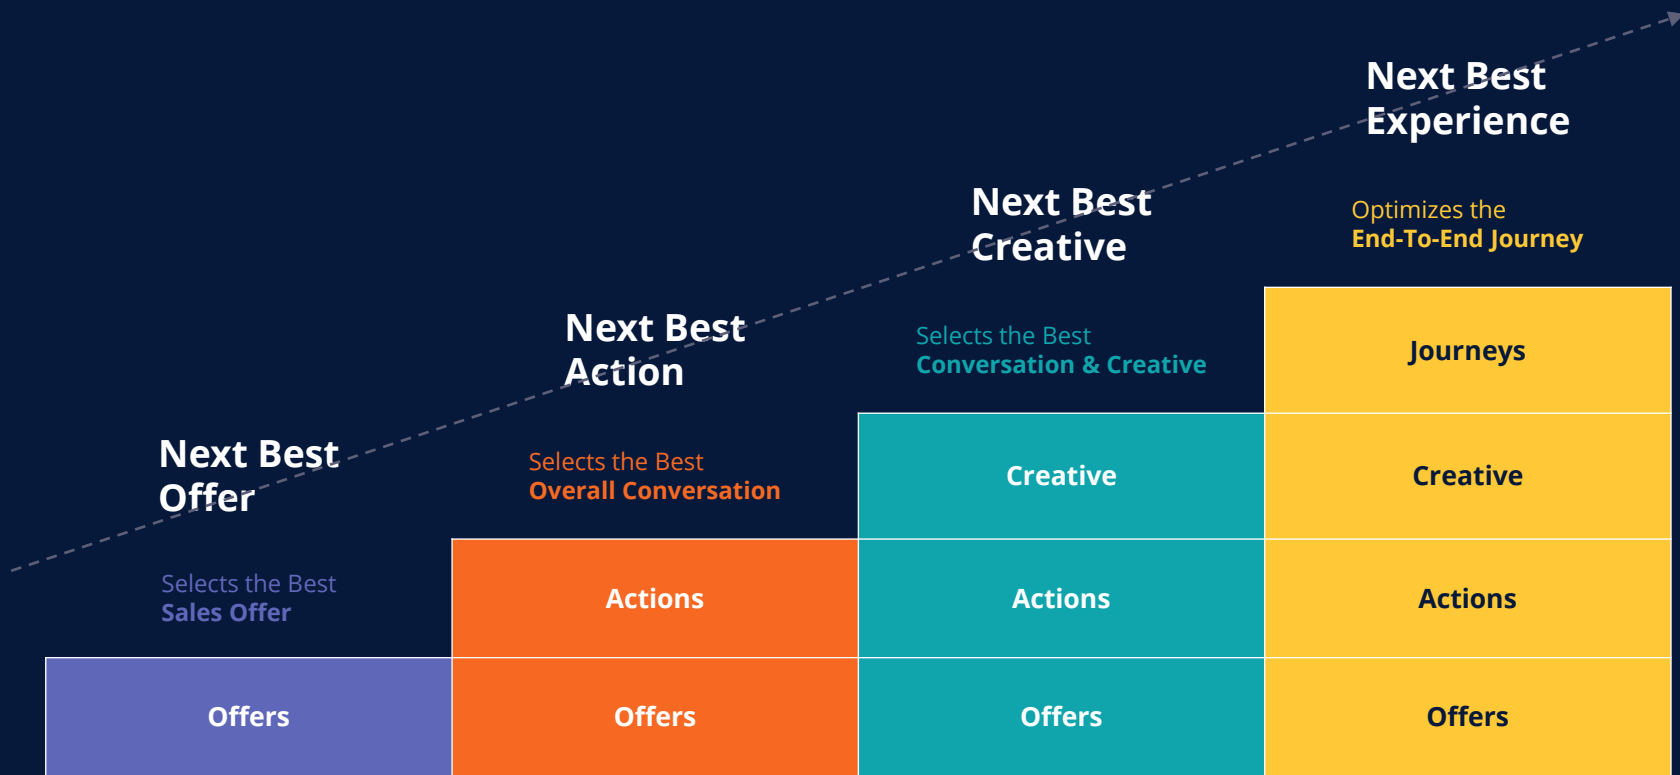 Next Best
Experience
Optimizes the
End-To-End Journey
Next Best
Creative
Selects the Best
Conversation & Creative
Next Best
Action
Selects the Best
Overall Conversation
Next Best
Offer
Selects the Best
Sales Offer
Journeys
Creative
Creative
Actions
Actions
Actions
Offers
Offers
Offers
Offers